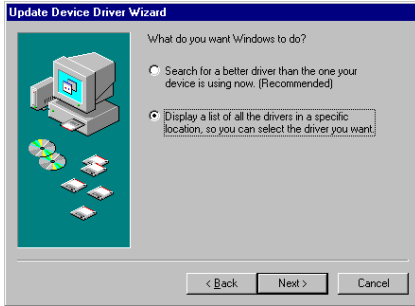 Update Device Driver Wizard
What do you want Windows to do?
Search for a better driver than the one your
device is using now. (Recommended)
Display a list of all the drivers in a specific
location, so you can select the driver you want.
< Back
Next >
Cancel